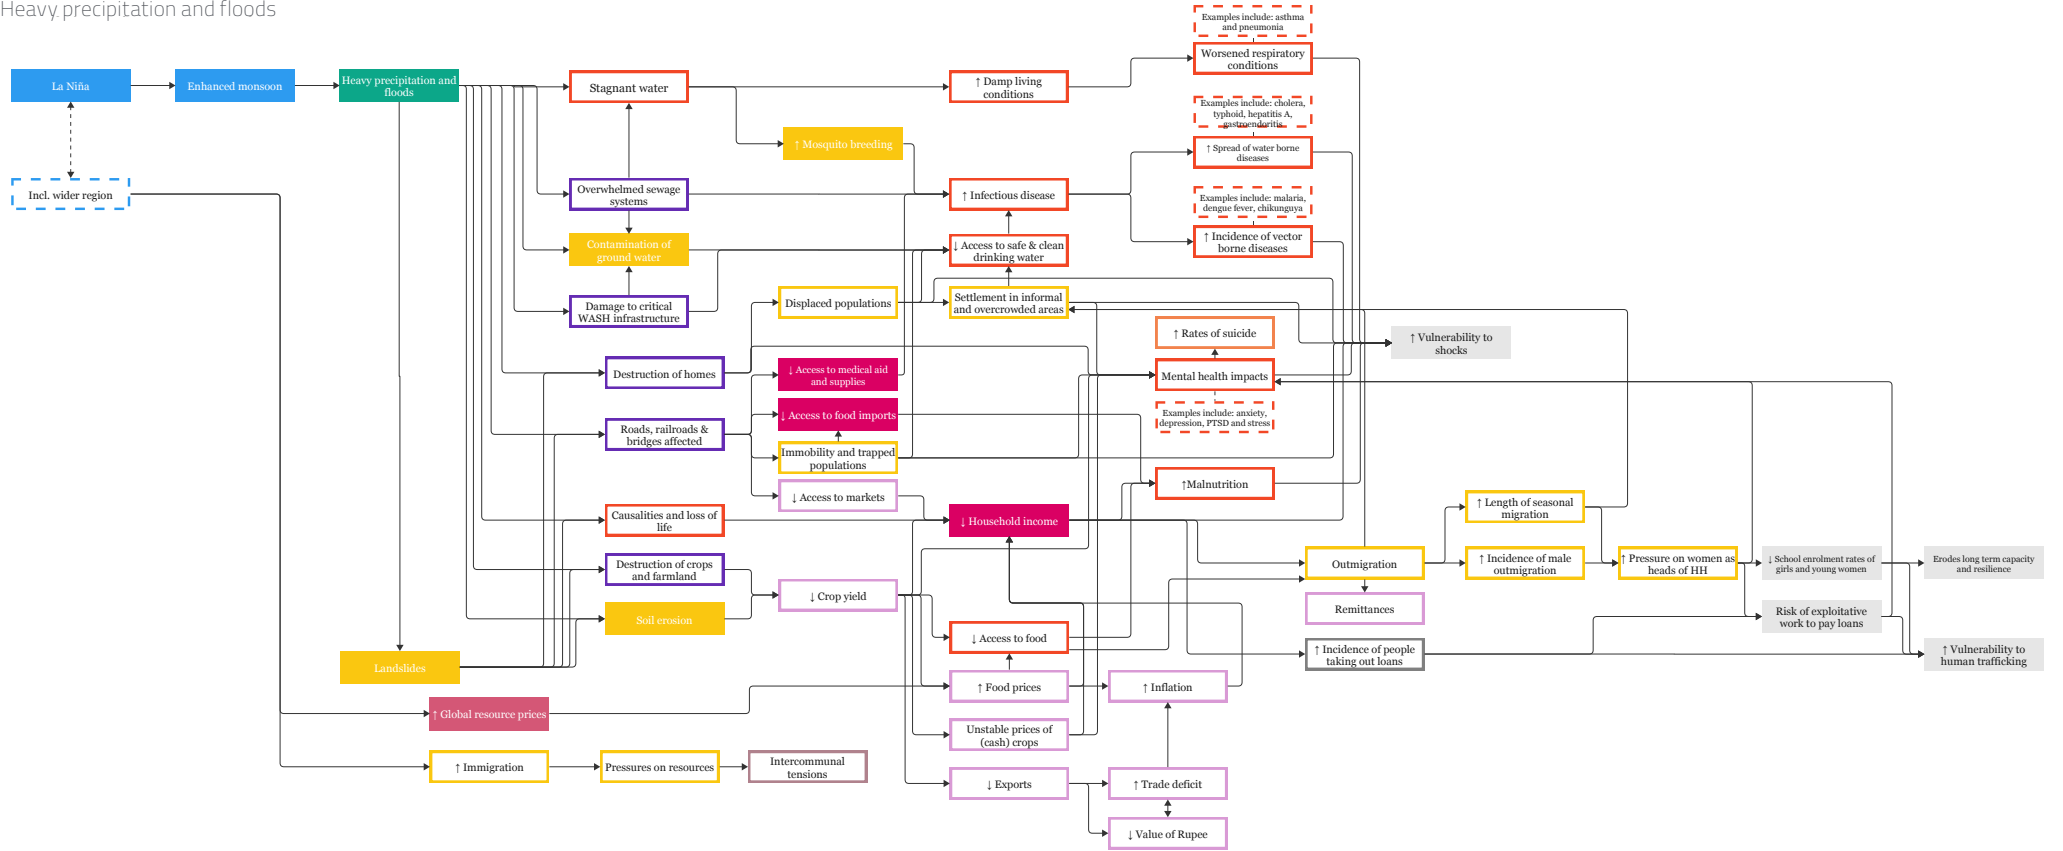 Heavy precipitation and floods
Examples include: asthma
and pneumonia
Worsened respiratory
conditions
La Niña
Enhanced monsoon
Heavy precipitation and
floods
Stagnant water
↑ Damp living
conditions
Examples include: cholera,
typhoid, hepatitis A,
gastroendoritis
↑ Mosquito breeding
↑ Spread of water borne
diseases
Incl. wider region
Overwhelmed sewage
systems
↑ Infectious disease
Examples include: malaria,
dengue fever, chikunguya
Contamination of
ground water
↓ Access to safe & clean
drinking water
↑ Incidence of vector
borne diseases
Damage to critical
WASH infrastructure
Displaced populations
Settlement in informal
and overcrowded areas
↑ Rates of suicide
↑ Vulnerability to
shocks
Destruction of homes
↓ Access to medical aid
and supplies
Mental health impacts
↓ Access to food imports
Examples include: anxiety,
depression, PTSD and stress
Roads, railroads &
bridges affected
Immobility and trapped
populations
↓ Access to markets
↑Malnutrition
Causalities and loss of
life
↓ Household income
↑ Length of seasonal
migration
Destruction of crops
and farmland
Outmigration
↑ Incidence of male
outmigration
↑ Pressure on women as
heads of HH
↓ School enrolment rates of
girls and young women
Erodes long term capacity
and resilience
↓ Crop yield
Remittances
Risk of exploitative
work to pay loans
Soil erosion
↓ Access to food
↑ Incidence of people
taking out loans
↑ Vulnerability to
human trafficking
Landslides
↑ Food prices
↑ Inflation
↑ Global resource prices
Unstable prices of
(cash) crops
↑ Immigration
Pressures on resources
Intercommunal
tensions
↓ Exports
↑ Trade deficit
↓ Value of Rupee